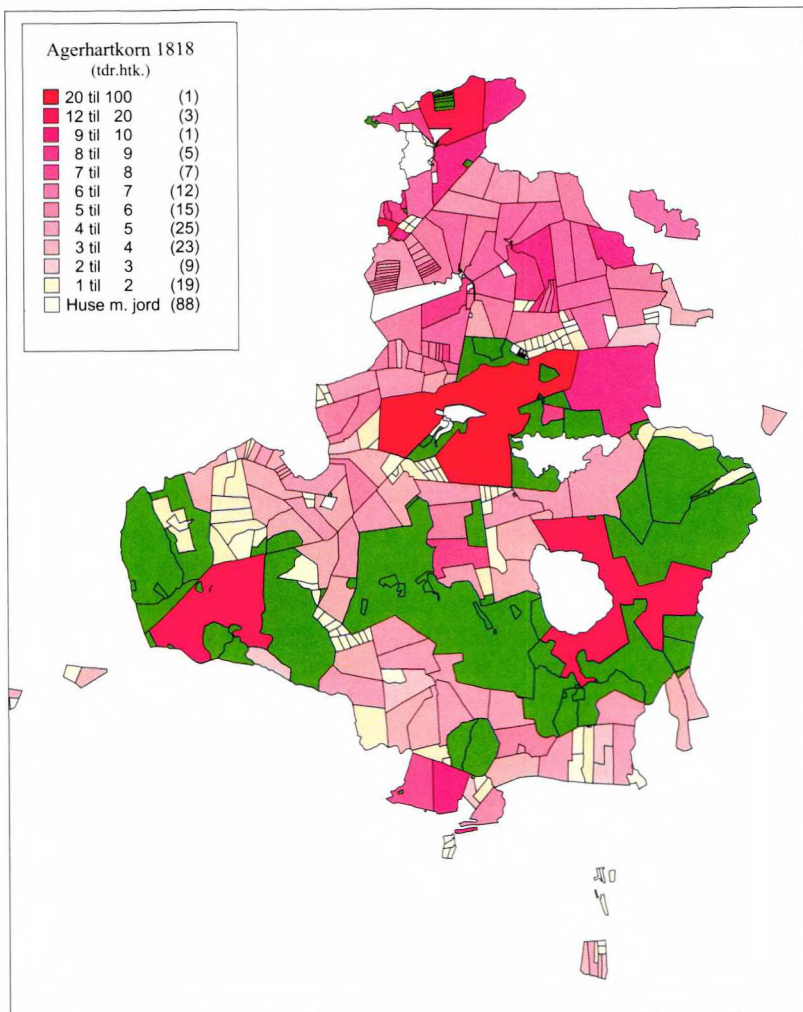 Agerhartkorn 1818
(tdr.htk.)
20 til 100 (1)
12 til 20 (3)
9 til 10 (1)
8 til 9 (5)
7 til 8 (7)
6 til 7 (12)
5 til 6 (15)
4 til 5 (25)
3 til 4 (23)
2 til 3 (9)
1 til 2 (19)
Huse m. jord (88)